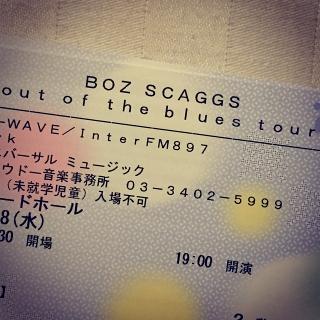 BOZ SCAGGS
out of the blues tour
-WAVE/InterFM897
rk
バーサル ミュージック
ウドー音楽事務所 03-3402-5999
(未就学児童)入場不可
ードホール
8(水)
30 開場
19:00 開演